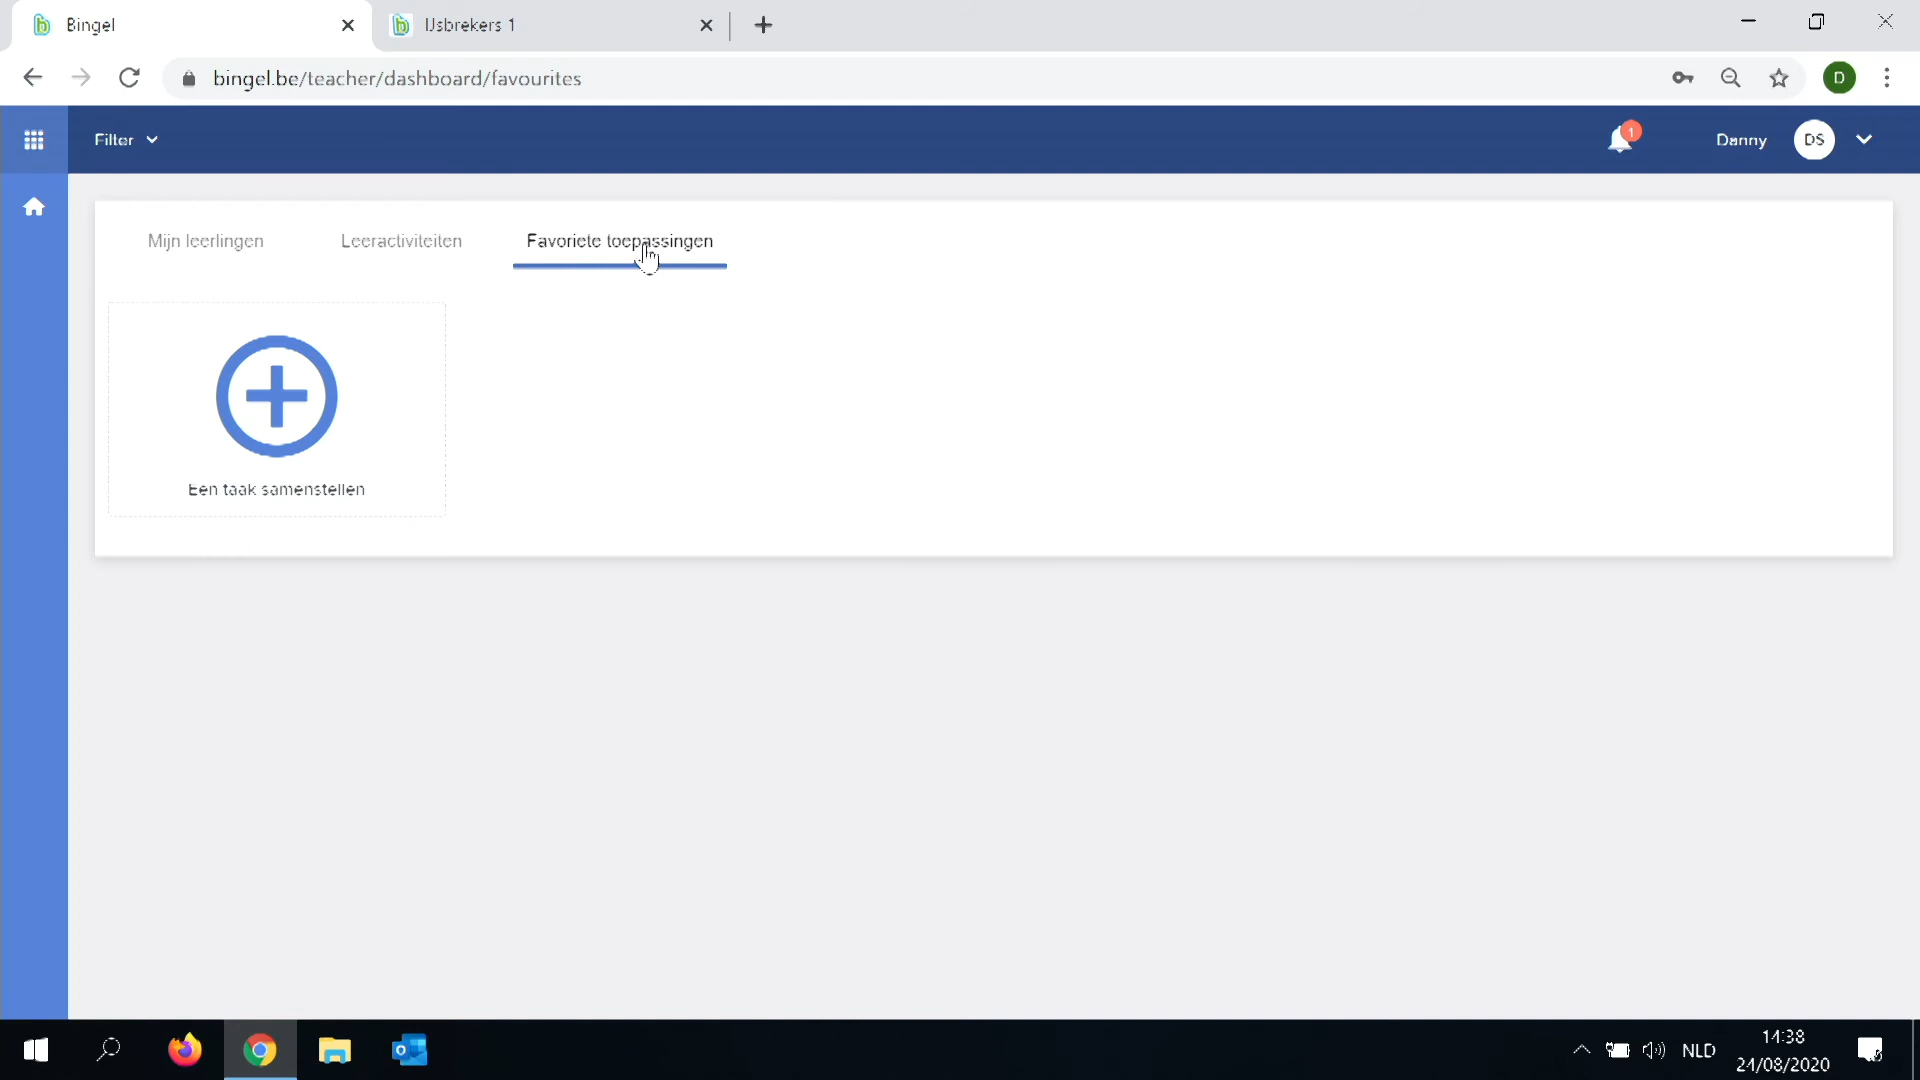 Bingel
IJsbrekers 1
bingel.be/teacher/dashboard/favourites
D
Filter
1
Danny
DS
Mijn leerlingen
Leeractiviteiten
Favoriete toepassingen
Een taak samenstellen
NLD
14:38
24/08/2020